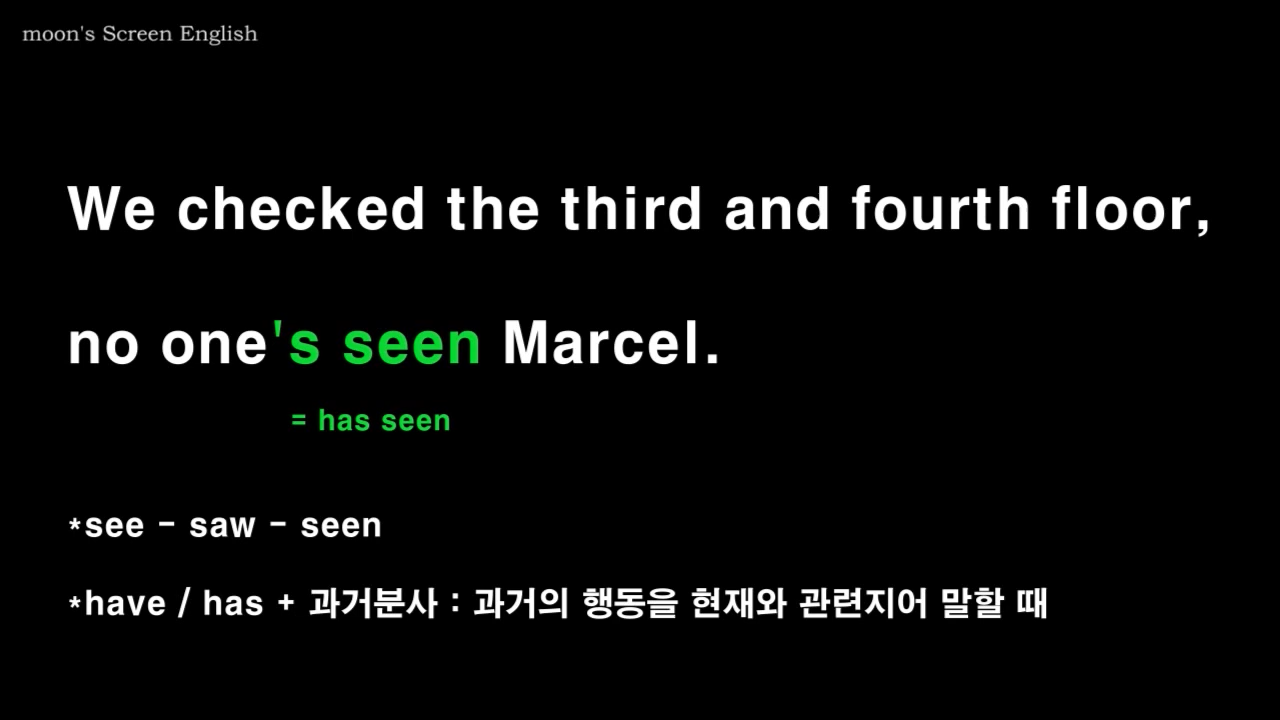 moon's Screen English
We checked the third and fourth floor,
no one's seen Marcel.
= has seen
*see - saw - seen
*have / has + 과거분사 : 과거의 행동을 현재와 관련지어 말할 때